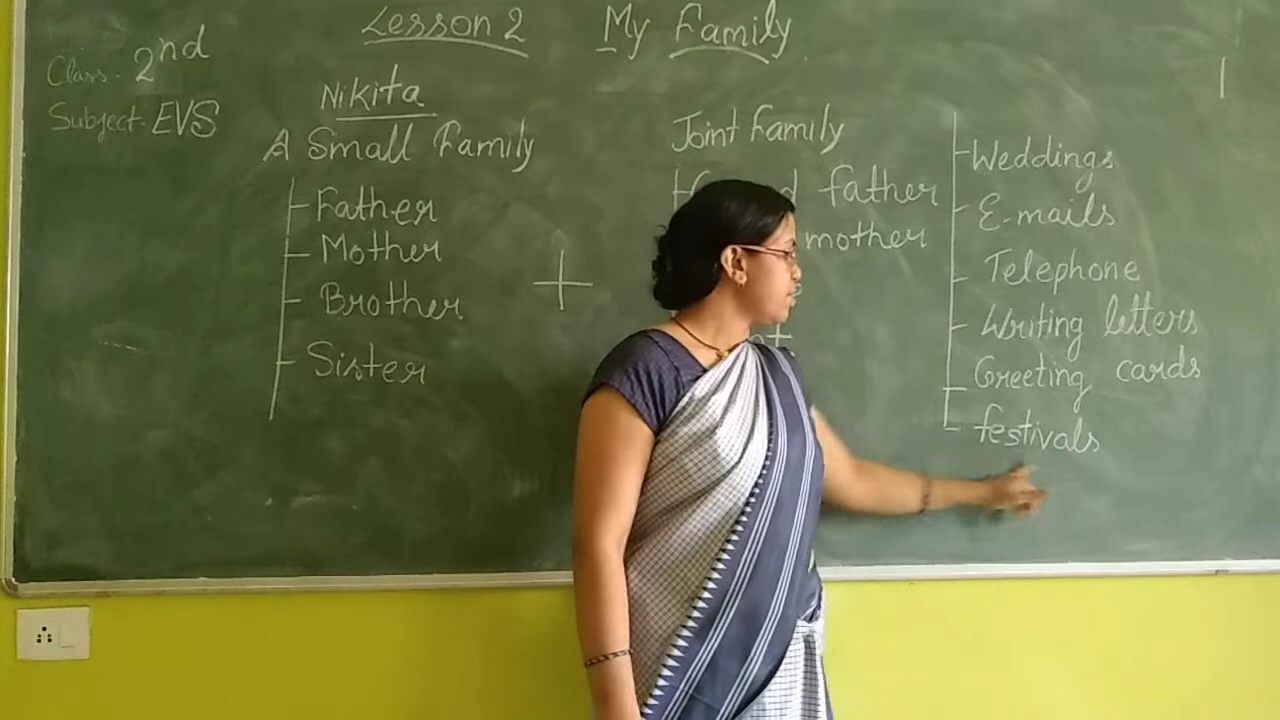 Lesson 2 My Family
Class- 2nd
Subject- EVS
Nikita
A Small Family
Father
Mother
Brother
Sister
+
Joint Family
father
mother
Weddings
E-mails
Telephone
Writing letters
Greeting cards
festivals